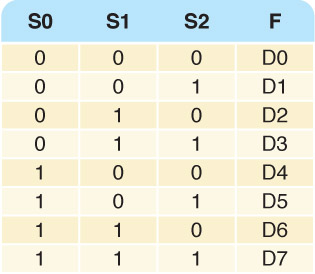 S0 S1 S2 F
0 0 0 D0
0 0 1 D1
0 1 0 D2
0 1 1 D3
1 0 0 D4
1 0 1 D5
1 1 0 D6
1 1 1 D7